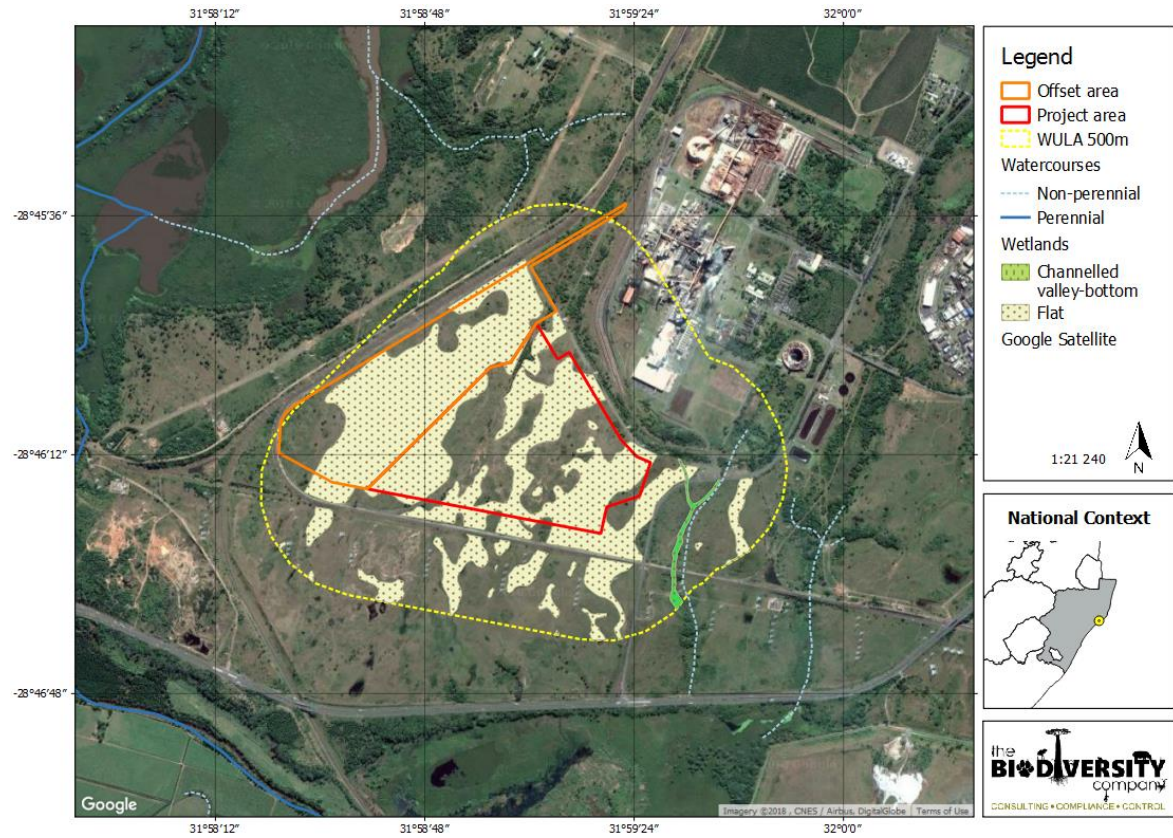 31°58'12" 31°58'48" 31°59'24" 32°0'0"
-28°45'36"
-28°46'12"
-28°46'48"
Google
Imagery ©2018 , CNES / Airbus, DigitalGlobe Terms of Use
31°58'12" 31°58'48" 31°59'24" 32°0'0"
Legend
Offset area
Project area
WULA 500m
Watercourses
Non-perennial
Perennial
Wetlands
Channelled
valley-bottom
Flat
Google Satellite
1:21 240
N
National Context
the
BIODIVERSITY
company
CONSULTING • COMPLIANCE • CONTROL